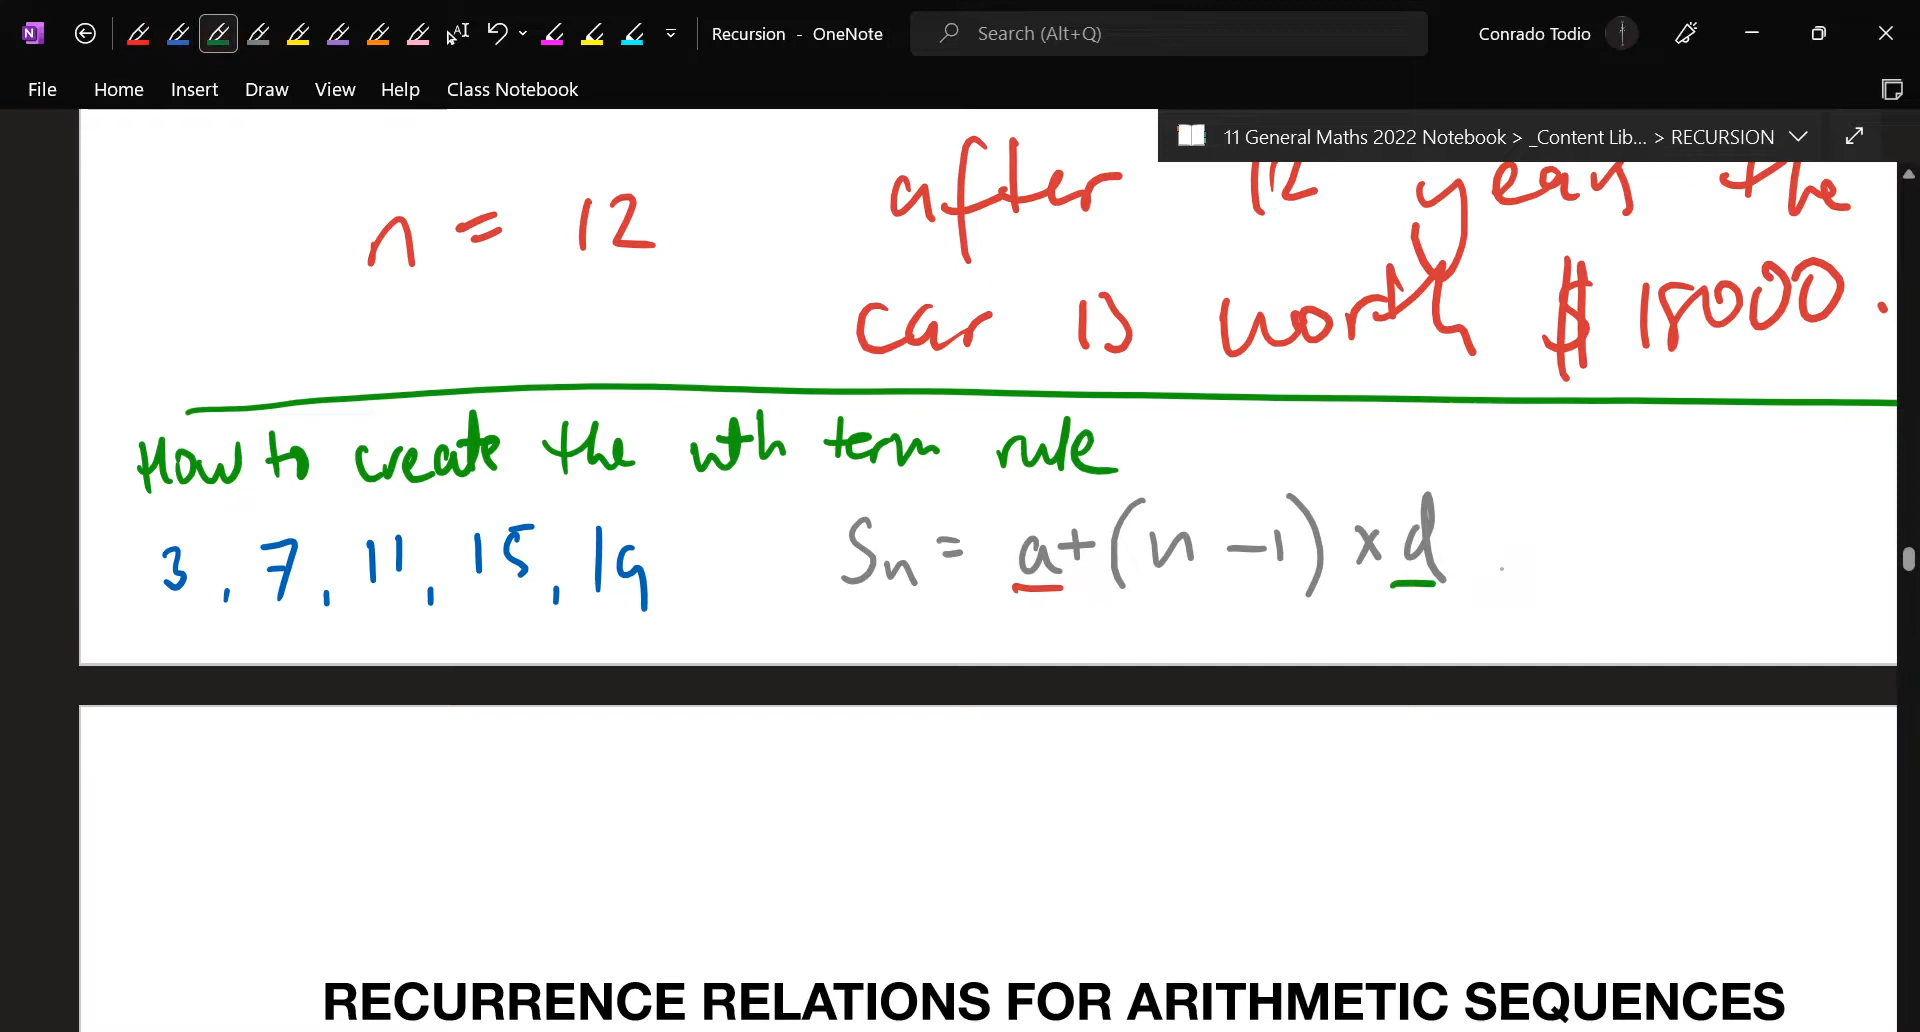 Recursion - OneNote
Search (Alt+Q)
Conrado Todio
File Home Insert Draw View Help Class Notebook
11 General Maths 2022 Notebook > _Content Lib... > RECURSION
n = 12
after 12 years the
car is worth $ 18000.
How to create the nth term rule
3, 7, 11, 15, 19
Sn = a+(n-1) × d
RECURRENCE RELATIONS FOR ARITHMETIC SEQUENCES